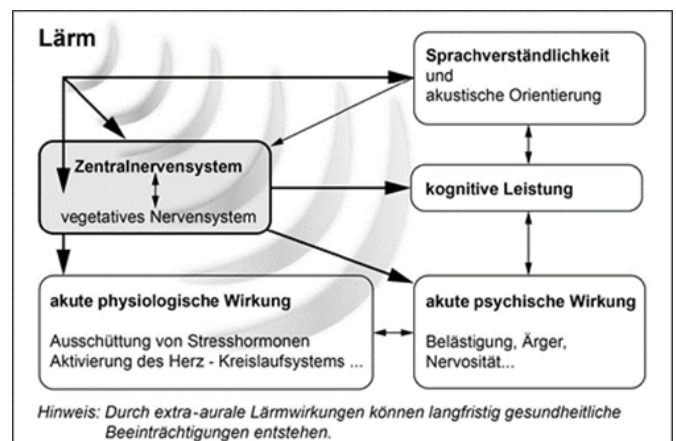 Lärm
Sprachverständlichkeit
und
akustische Orientierung
Zentralnervensystem
vegetatives Nervensystem
kognitive Leistung
akute physiologische Wirkung
Ausschüttung von Stresshormonen
Aktivierung des Herz - Kreislaufsystems ...
akute psychische Wirkung
Belästigung, Ärger,
Nervosität...
Hinweis: Durch extra-aurale Lärmwirkungen können langfristig gesundheitliche
Beeinträchtigungen entstehen.